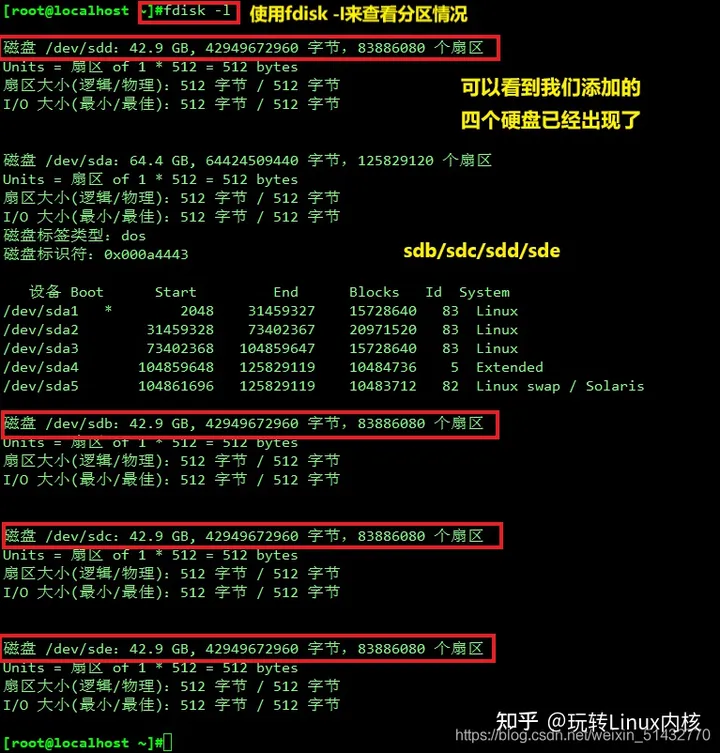 [root@localhost ~]#fdisk -l 使用fdisk -l来查看分区情况
磁盘 /dev/sdd：42.9 GB, 42949672960 字节，83886080 个扇区
Units = 扇区 of 1 * 512 = 512 bytes
扇区大小(逻辑/物理)：512 字节 / 512 字节
I/O 大小(最小/最佳)：512 字节 / 512 字节
可以看到我们添加的
四个硬盘已经出现了
磁盘 /dev/sda：64.4 GB, 64424509440 字节，125829120 个扇区
Units = 扇区 of 1 * 512 = 512 bytes
扇区大小(逻辑/物理)：512 字节 / 512 字节
I/O 大小(最小/最佳)：512 字节 / 512 字节
磁盘标签类型：dos
磁盘标识符：0x000a4443
sdb/sdc/sdd/sde
设备 Boot Start End Blocks Id System
/dev/sda1 * 2048 31459327 15728640 83 Linux
/dev/sda2 31459328 73402367 20971520 83 Linux
/dev/sda3 73402368 104859647 15728640 83 Linux
/dev/sda4 104859648 125829119 10484736 5 Extended
/dev/sda5 104861696 125829119 10483712 82 Linux swap / Solaris
磁盘 /dev/sdb：42.9 GB, 42949672960 字节，83886080 个扇区
Units = 扇区 of 1 * 512 = 512 bytes
扇区大小(逻辑/物理)：512 字节 / 512 字节
I/O 大小(最小/最佳)：512 字节 / 512 字节
磁盘 /dev/sdc：42.9 GB, 42949672960 字节，83886080 个扇区
Units = 扇区 of 1 * 512 = 512 bytes
扇区大小(逻辑/物理)：512 字节 / 512 字节
I/O 大小(最小/最佳)：512 字节 / 512 字节
磁盘 /dev/sde：42.9 GB, 42949672960 字节，83886080 个扇区
Units = 扇区 of 1 * 512 = 512 bytes
扇区大小(逻辑/物理)：512 字节 / 512 字节
I/O 大小(最小/最佳)：512 字节 / 512 字节
知乎 @玩转Linux内核
https://blog.csdn.net/weixin_51432770
[root@localhost ~]#